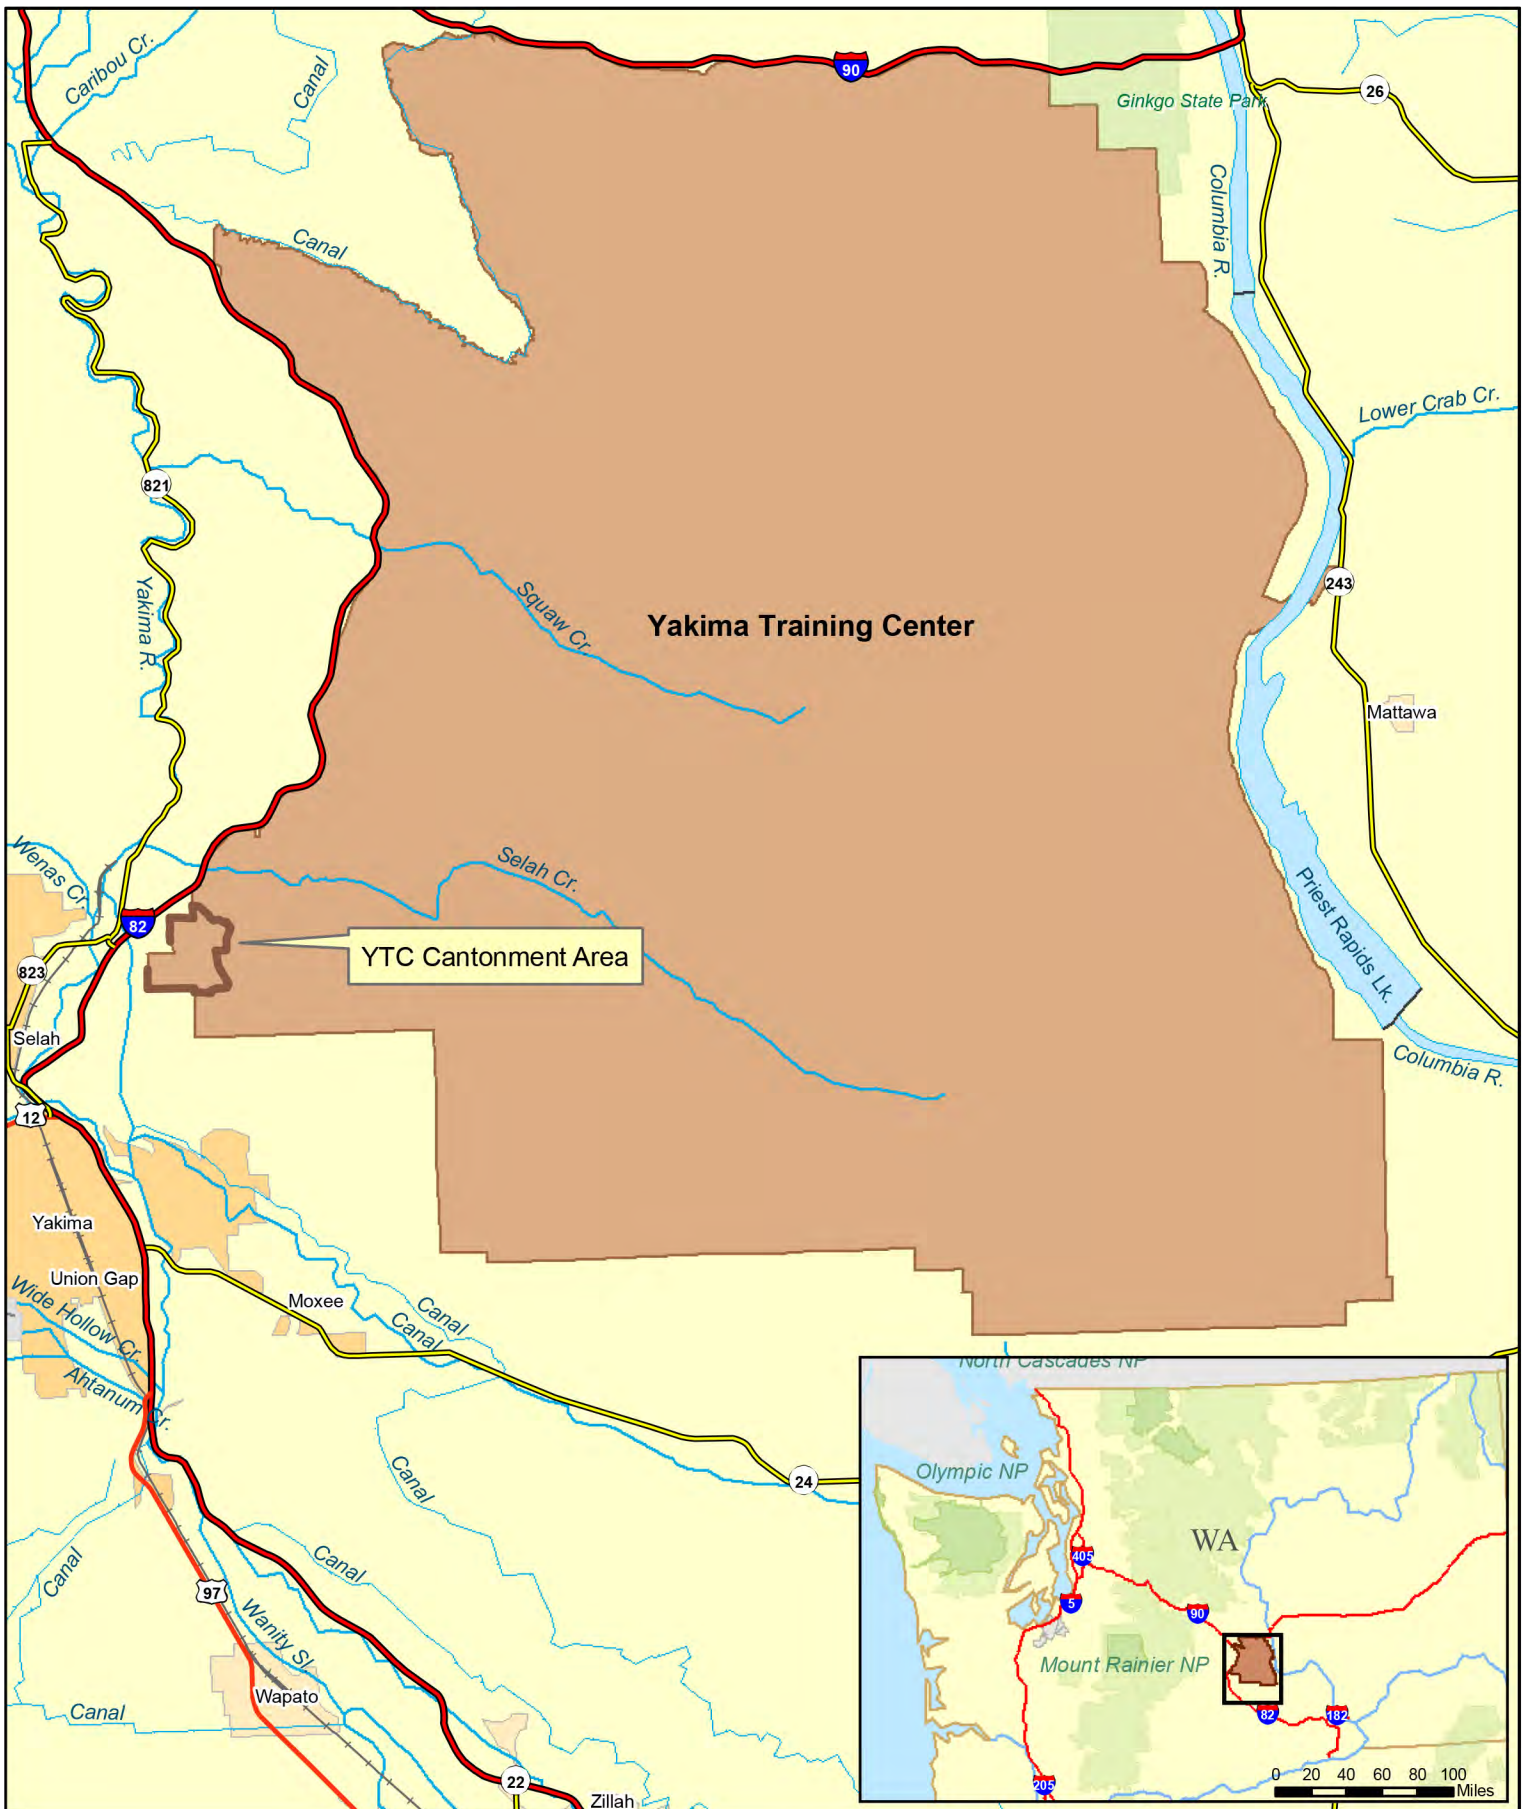 Caribou Cr.
Canal
90
Ginkgo State Park
26
Columbia R.
Canal
Lower Crab Cr.
821
Yakima R.
Squaw Cr.
Yakima Training Center
243
Mattawa
Wenas Cr.
Selah Cr.
Priest Rapids Lk.
82
YTC Cantonment Area
823
Selah
Columbia R.
12
Yakima
Union Gap
Moxee
Wide Hollow Cr.
Canal
Canal
Ahtanum Cr.
Canal
24
Canal
Canal
97
Wanity Sl.
Wapato
Canal
22
Zillah
North Cascades NP
Olympic NP
WA
405
5
90
Mount Rainier NP
82
182
205
0 20 40 60 80 100
Miles